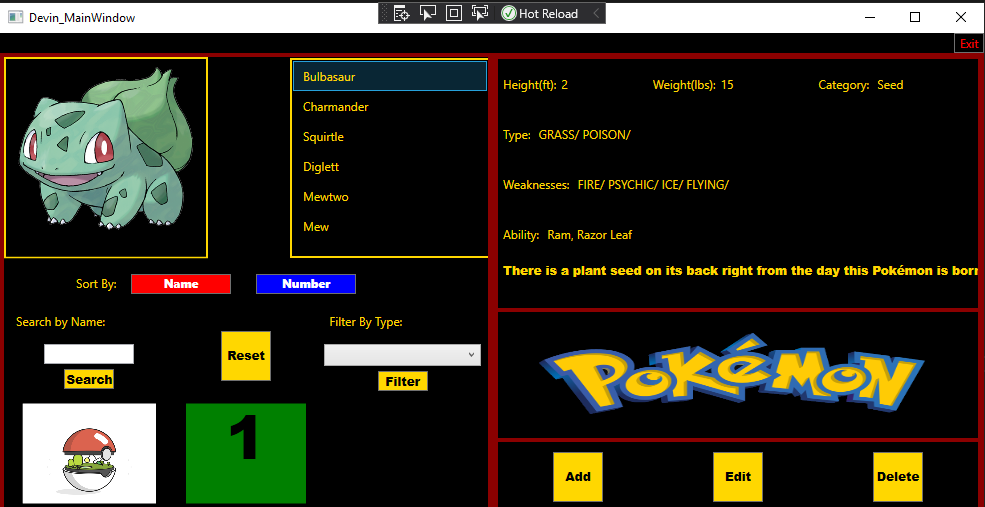 Devin_MainWindow
Hot Reload
Exit
Bulbasaur
Charmander
Squirtle
Diglett
Mewtwo
Mew
Height(ft): 2 Weight(lbs): 15 Category: Seed
Type: GRASS/ POISON/
Weaknesses: FIRE/ PSYCHIC/ ICE/ FLYING/
Ability: Ram, Razor Leaf
There is a plant seed on its back right from the day this Pokémon is born
Sort By: Name Number
Search by Name:
Search
Reset
Filter By Type:
Filter
1
POKéMON
Add Edit Delete